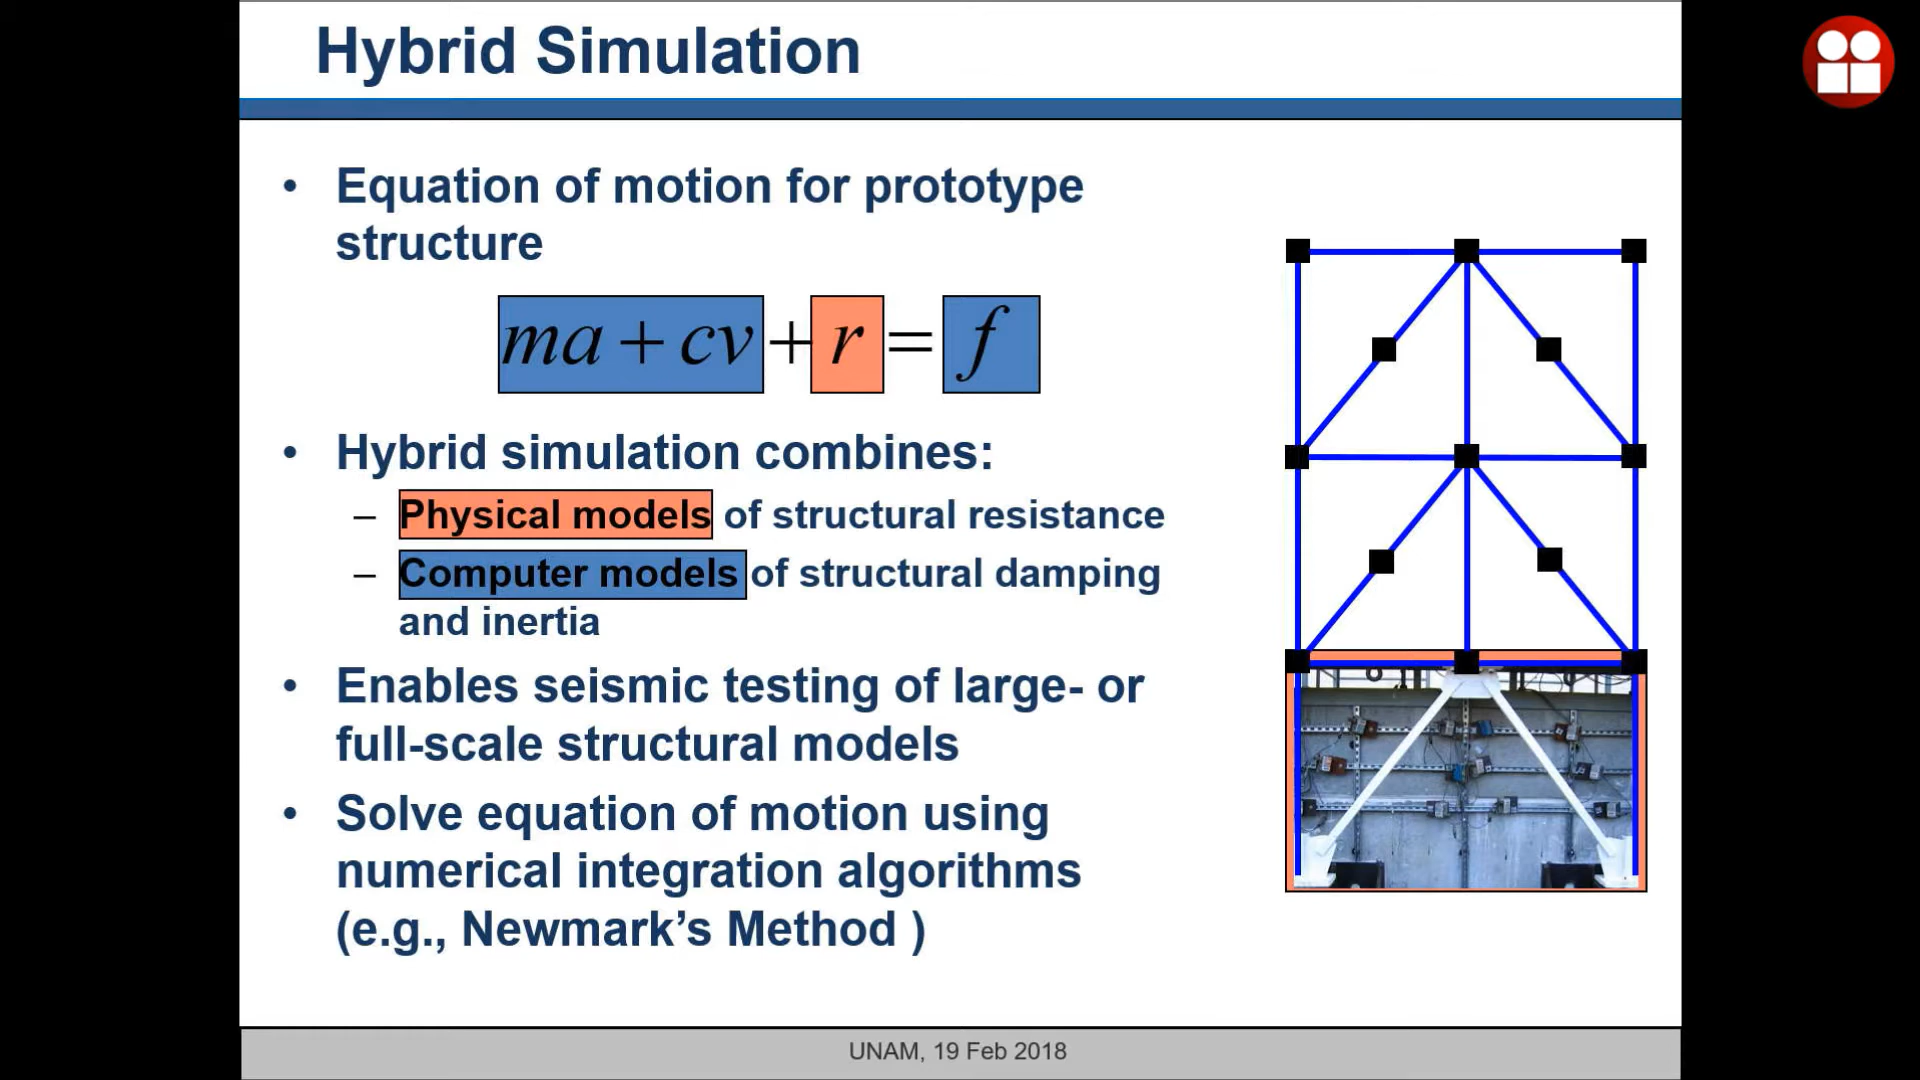 Hybrid Simulation
• Equation of motion for prototype
structure
ma + cv + r = f
• Hybrid simulation combines:
– Physical models of structural resistance
– Computer models of structural damping
and inertia
• Enables seismic testing of large- or
full-scale structural models
• Solve equation of motion using
numerical integration algorithms
(e.g., Newmark’s Method )
UNAM, 19 Feb 2018